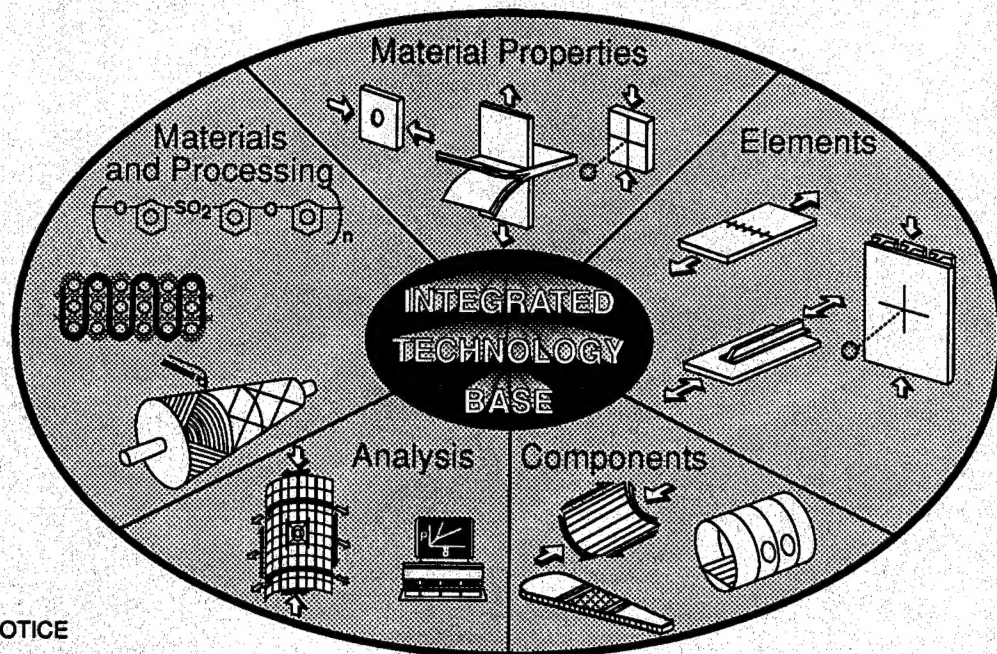 Material Properties
Materials
and Processing
Elements
O SO2 O n
INTEGRATED
TECHNOLOGY
BASE
Analysis
Components
P
δ
OTICE